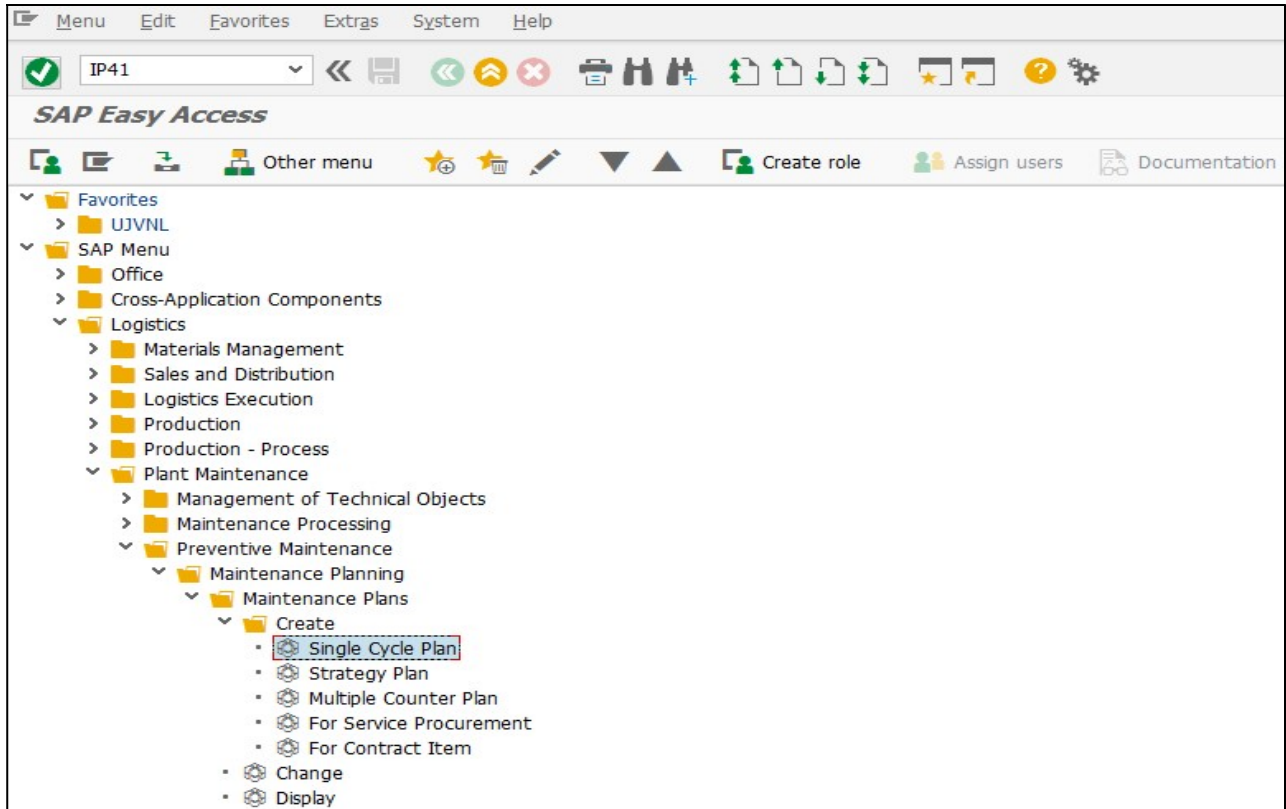 Menu Edit Favorites Extras System Help
IP41
SAP Easy Access
Other menu Create role Assign users Documentation
Favorites
UJVNL
SAP Menu
Office
Cross-Application Components
Logistics
Materials Management
Sales and Distribution
Logistics Execution
Production
Production - Process
Plant Maintenance
Management of Technical Objects
Maintenance Processing
Preventive Maintenance
Maintenance Planning
Maintenance Plans
Create
Single Cycle Plan
Strategy Plan
Multiple Counter Plan
For Service Procurement
For Contract Item
Change
Display